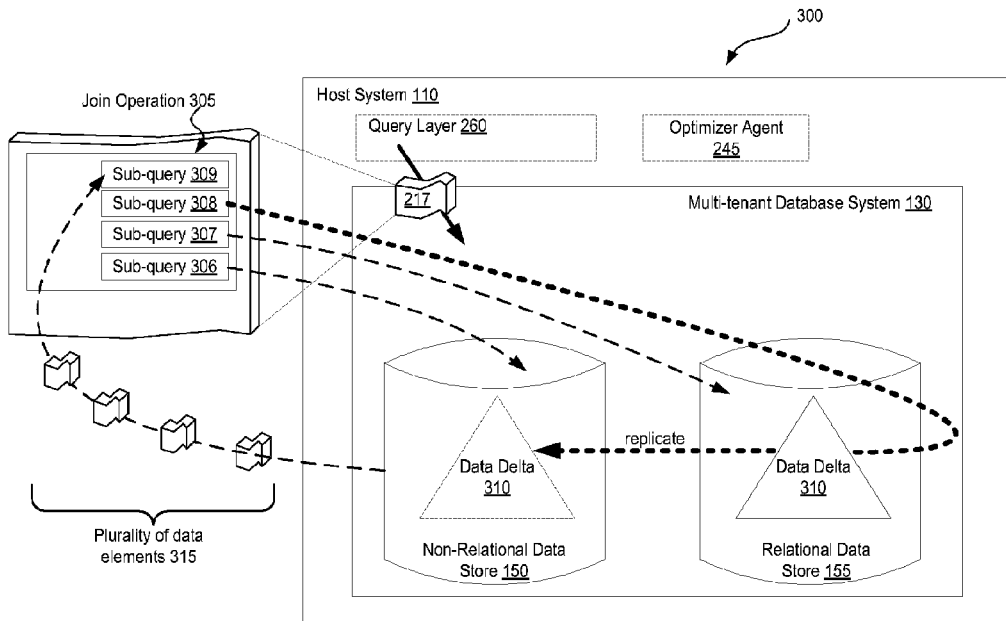 300
Join Operation 305
Host System 110
Query Layer 260
Optimizer Agent
245
Sub-query 309
Sub-query 308
Sub-query 307
Sub-query 306
217
Multi-tenant Database System 130
replicate
Data Delta
310
Data Delta
310
Plurality of data
elements 315
Non-Relational Data
Store 150
Relational Data
Store 155